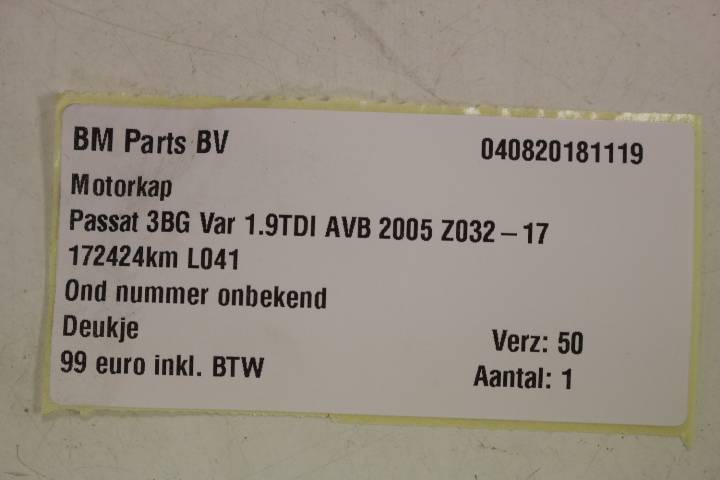 BM Parts BV 040820181119
Motorkap
Passat 3BG Var 1.9TDI AVB 2005 Z032 – 17
172424km L041
Ond nummer onbekend
Deukje Verz: 50
99 euro inkl. BTW Aantal: 1